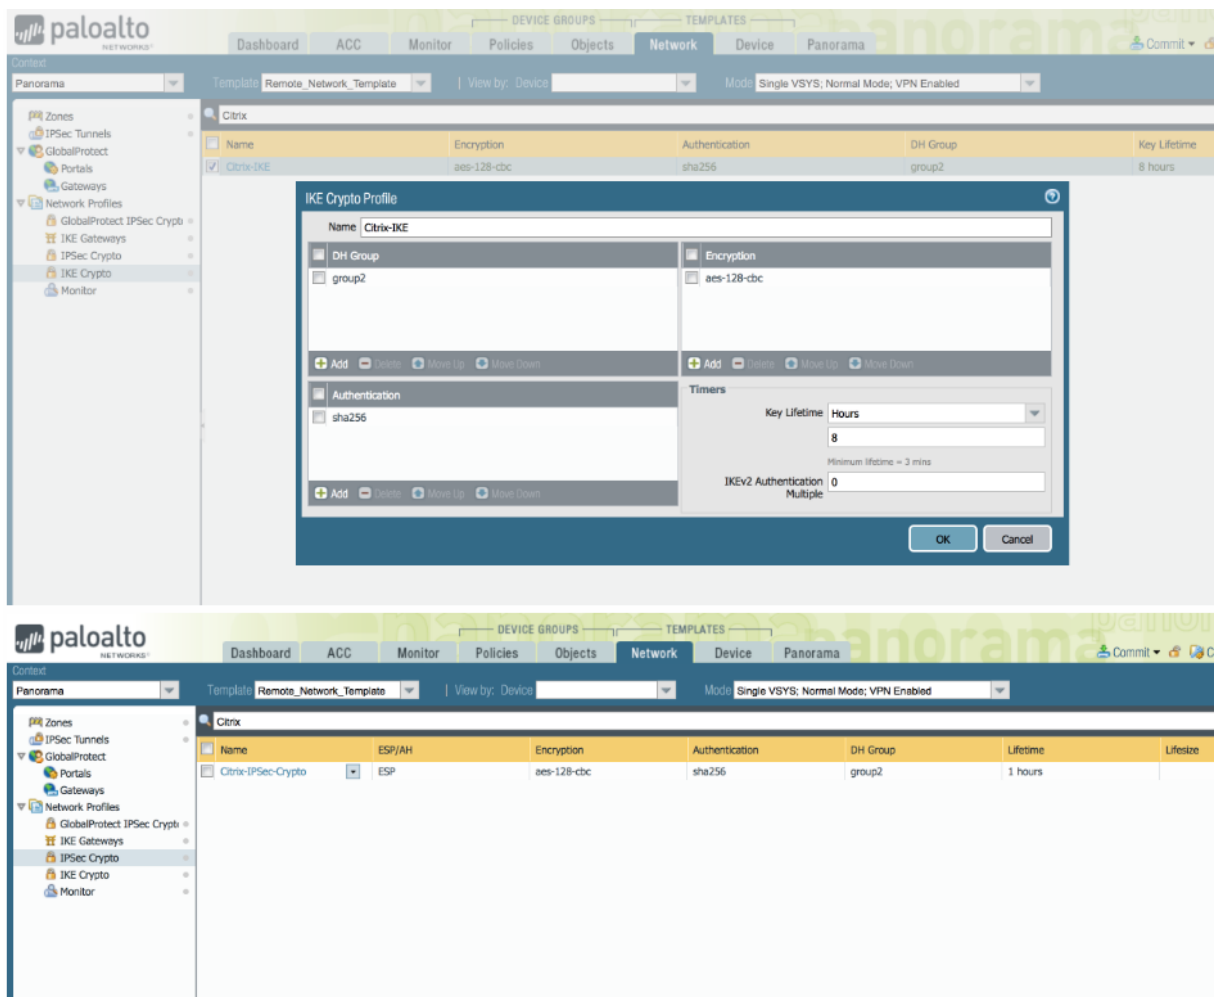 paloalto
NETWORKS
DEVICE GROUPS
TEMPLATES
Dashboard ACC Monitor Policies Objects Network Device Panorama
Commit
Context
Panorama
Template Remote_Network_Template
View by: Device
Mode Single VSYS; Normal Mode; VPN Enabled
Zones
IPSec Tunnels
GlobalProtect
Portals
Gateways
Network Profiles
GlobalProtect IPSec Crypto
IKE Gateways
IPSec Crypto
IKE Crypto
Monitor
Citrix
Name Encryption Authentication DH Group Key Lifetime
Citrix-IKE aes-128-cbc sha256 group2 8 hours
IKE Crypto Profile
Name Citrix-IKE
DH Group
group2
Add Delete Move Up Move Down
Encryption
aes-128-cbc
Add Delete Move Up Move Down
Authentication
sha256
Add Delete Move Up Move Down
Timers
Key Lifetime Hours
8
Minimum lifetime = 3 mins
IKEv2 Authentication Multiple 0
OK Cancel
paloalto
NETWORKS
DEVICE GROUPS
TEMPLATES
Dashboard ACC Monitor Policies Objects Network Device Panorama
panorama
Commit
Context
Panorama
Template Remote_Network_Template
View by: Device
Mode Single VSYS; Normal Mode; VPN Enabled
Zones
IPSec Tunnels
GlobalProtect
Portals
Gateways
Network Profiles
GlobalProtect IPSec Crypt
IKE Gateways
IPSec Crypto
IKE Crypto
Monitor
Citrix
Name ESP/AH Encryption Authentication DH Group Lifetime Lifesize
Citrix-IPSec-Crypto ESP aes-128-cbc sha256 group2 1 hours